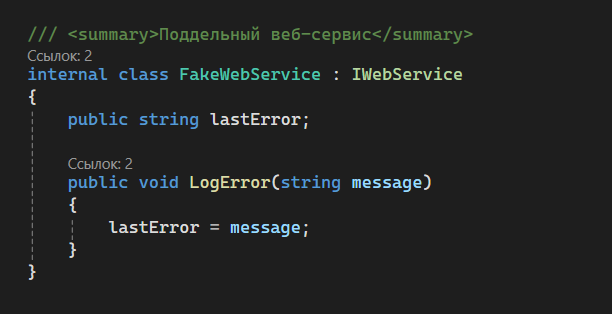 /// <summary>Поддельный веб-сервис</summary>
Ссылок: 2
internal class FakeWebService : IWebService
{
public string lastError;
Ссылок: 2
public void LogError(string message)
{
lastError = message;
}
}